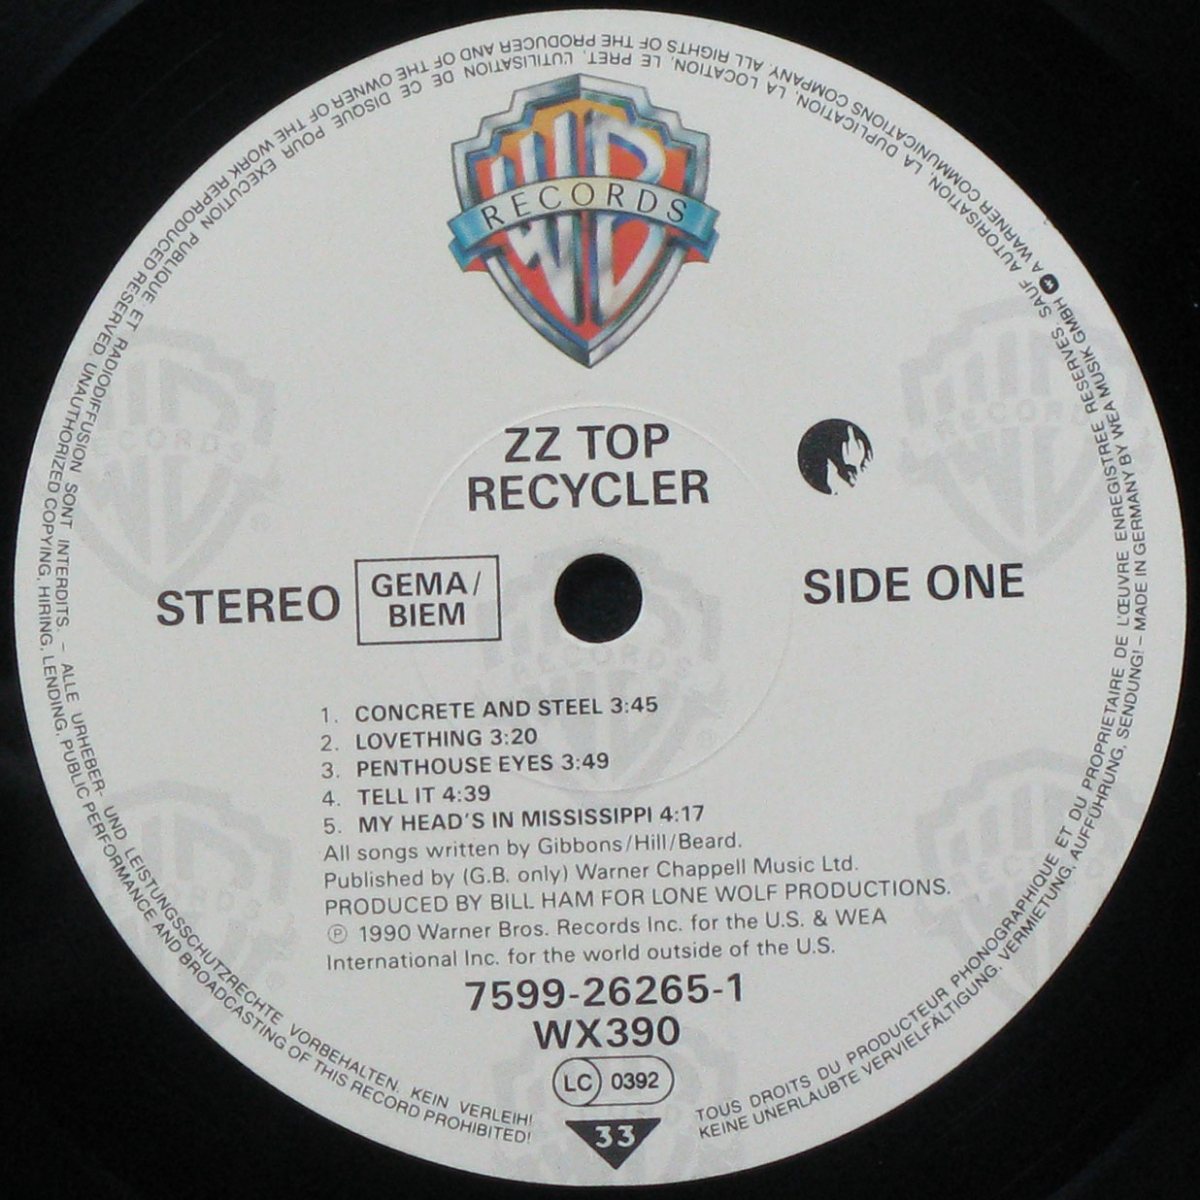 RECORDS
ZZ TOP
RECYCLER
STEREO
GEMA/
BIEM
SIDE ONE
1. CONCRETE AND STEEL 3:45
2. LOVETHING 3:20
3. PENTHOUSE EYES 3:49
4. TELL IT 4:39
5. MY HEAD'S IN MISSISSIPPI 4:17
All songs written by Gibbons/Hill/Beard.
Published by (G.B. only) Warner Chappell Music Ltd.
PRODUCED BY BILL HAM FOR LONE WOLF PRODUCTIONS.
℗ 1990 Warner Bros. Records Inc. for the U.S. & WEA
International Inc. for the world outside of the U.S.
7599-26265-1
WX390
LC 0392
33
TOUS DROITS DU PRODUCTEUR PHONOGRAPHIQUE ET DU PROPRIETAIRE DE L'ŒUVRE ENREGISTREE RESERVES. SAUF AUTORISATION, LA DUPLICATION, LA LOCATION, LE PRET, L'UTILISATION DE CE DISQUE POUR EXECUTION PUBLIQUE ET RADIODIFFUSION SONT INTERDITS. – ALLE URHEBER- UND LEISTUNGSSCHUTZRECHTE VORBEHALTEN. KEIN VERLEIH!
KEINE UNERLAUBTE VERVIELFÄLTIGUNG, VERMIETUNG, AUFFÜHRUNG, SENDUNG! – MADE IN GERMANY BY WEA MUSIK GMBH A WARNER COMMUNICATIONS COMPANY. ALL RIGHTS OF THE PRODUCER AND OF THE OWNER OF THE WORK REPRODUCED RESERVED. UNAUTHORIZED COPYING, HIRING, LENDING, PUBLIC PERFORMANCE AND BROADCASTING OF THIS RECORD PROHIBITED!